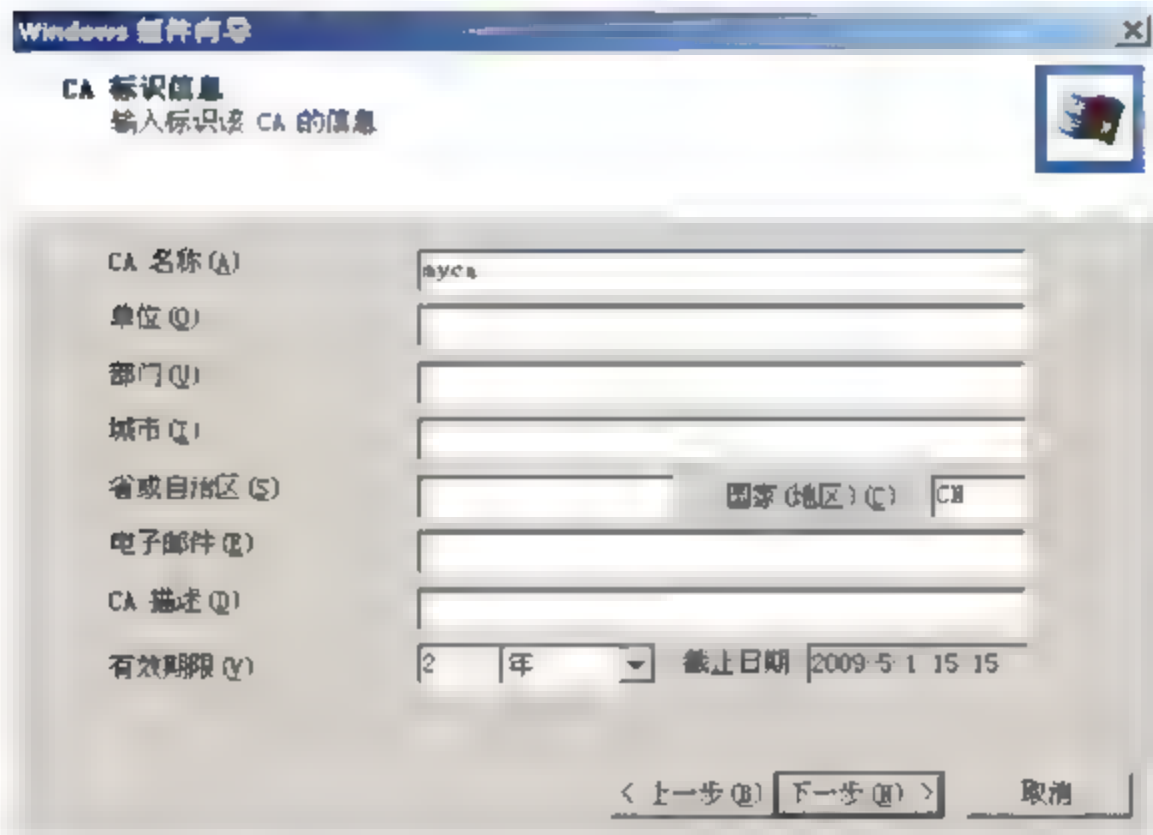 Windows 组件向导
CA 标识信息
输入标识该 CA 的信息
CA 名称(A)
myca
单位(O)
部门(U)
城市(T)
省或自治区(S)
国家(地区)(C) CN
电子邮件(E)
CA 描述(D)
有效期限(V) 2 年 截止日期 2009-5-1 15:15
< 上一步(B) 下一步(N) > 取消